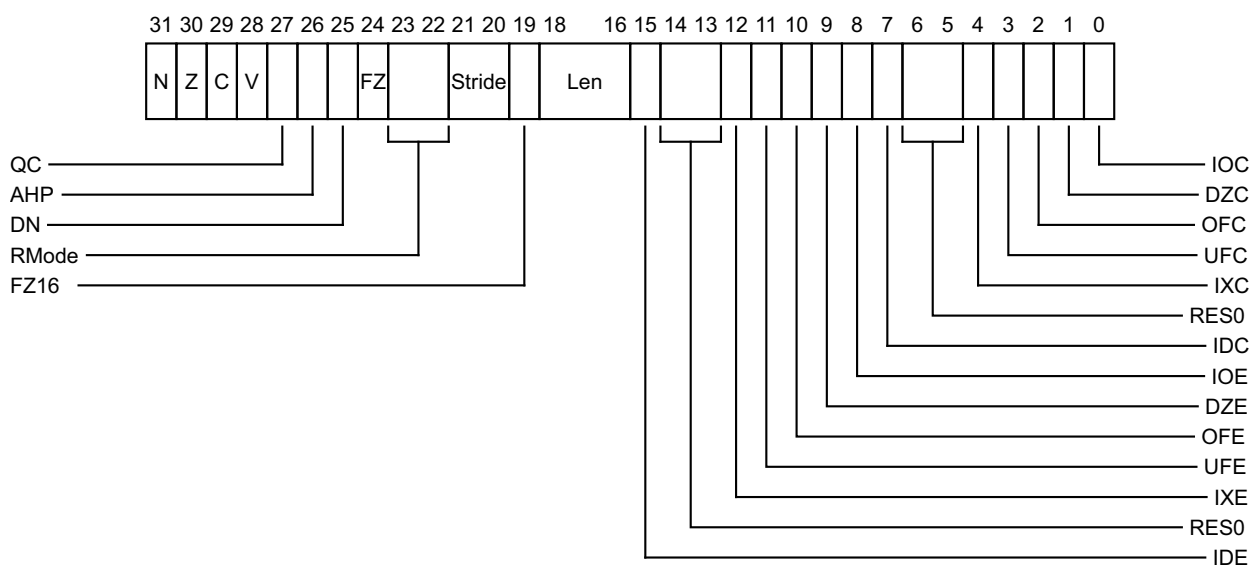 31 30 29 28 27 26 25 24 23 22 21 20 19 18 16 15 14 13 12 11 10 9 8 7 6 5 4 3 2 1 0
N Z C V FZ Stride Len
QC IOC
AHP DZC
DN OFC
RMode UFC
FZ16 IXC
RES0
IDC
IOE
DZE
OFE
UFE
IXE
RES0
IDE